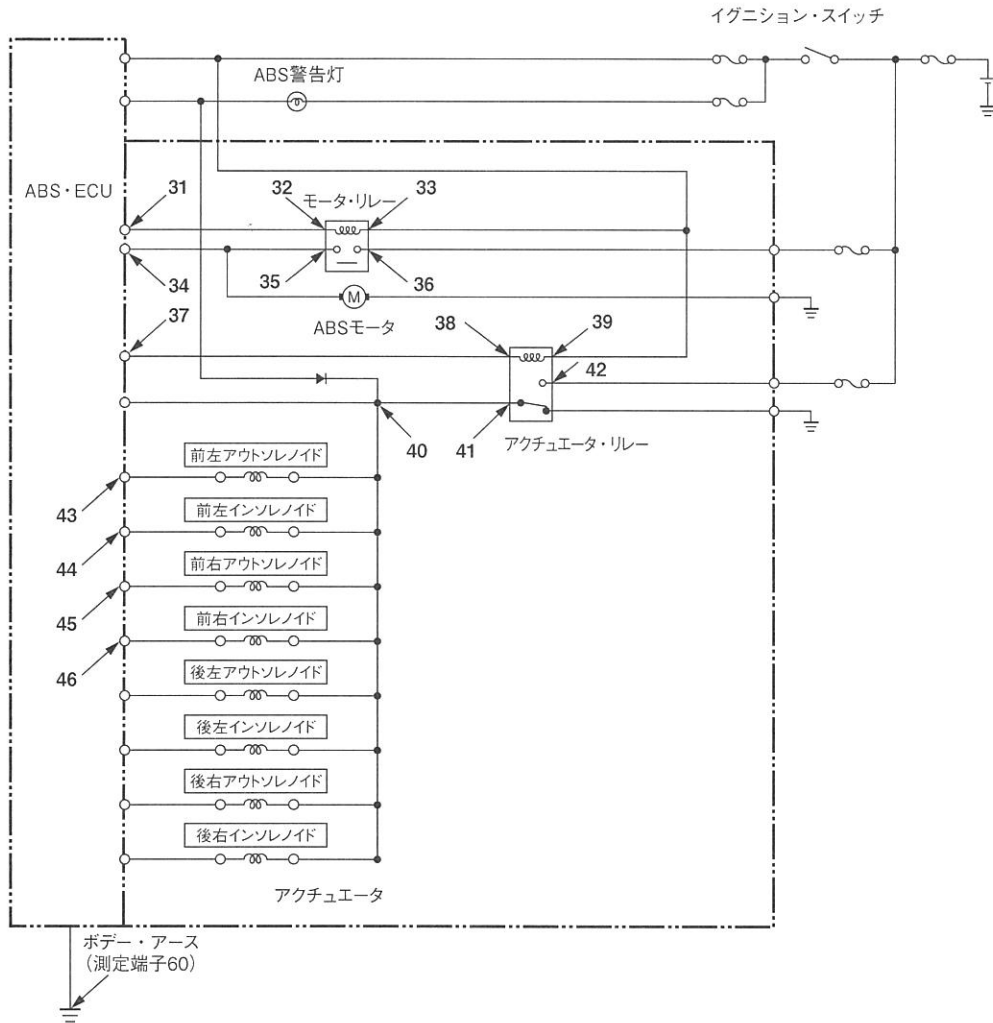 イグニション・スイッチ
ABS警告灯
ABS・ECU
31
32
モータ・リレー
33
34
35
36
M
ABSモータ
37
38
39
42
40
41
アクチュエータ・リレー
前左アウトソレノイド
43
前左インソレノイド
44
前右アウトソレノイド
45
前右インソレノイド
46
後左アウトソレノイド
後左インソレノイド
後右アウトソレノイド
後右インソレノイド
アクチュエータ
ボデー・アース
(測定端子60)